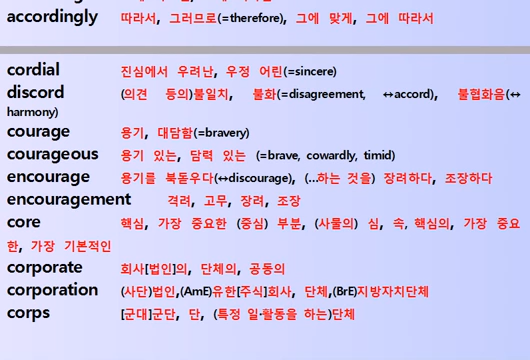 accordingly 따라서, 그러므로(=therefore), 그에 맞게, 그에 따라서
cordial 진심에서 우려난, 우정 어린(=sincere)
discord (의견 등의)불일치, 불화(=disagreement, ↔accord), 불협화음(↔
harmony)
courage 용기, 대담함(=bravery)
courageous 용기 있는, 담력 있는 (=brave, cowardly, timid)
encourage 용기를 북돋우다(↔discourage), (…하는 것을) 장려하다, 조장하다
encouragement 격려, 고무, 장려, 조장
core 핵심, 가장 중요한 (중심) 부분, (사물의) 심, 속, 핵심의, 가장 중요
한, 가장 기본적인
corporate 회사[법인]의, 단체의, 공동의
corporation (사단)법인,(AmE)유한[주식]회사, 단체,(BrE)지방자치단체
corps [군대]군단, 단, (특정 일·활동을 하는)단체